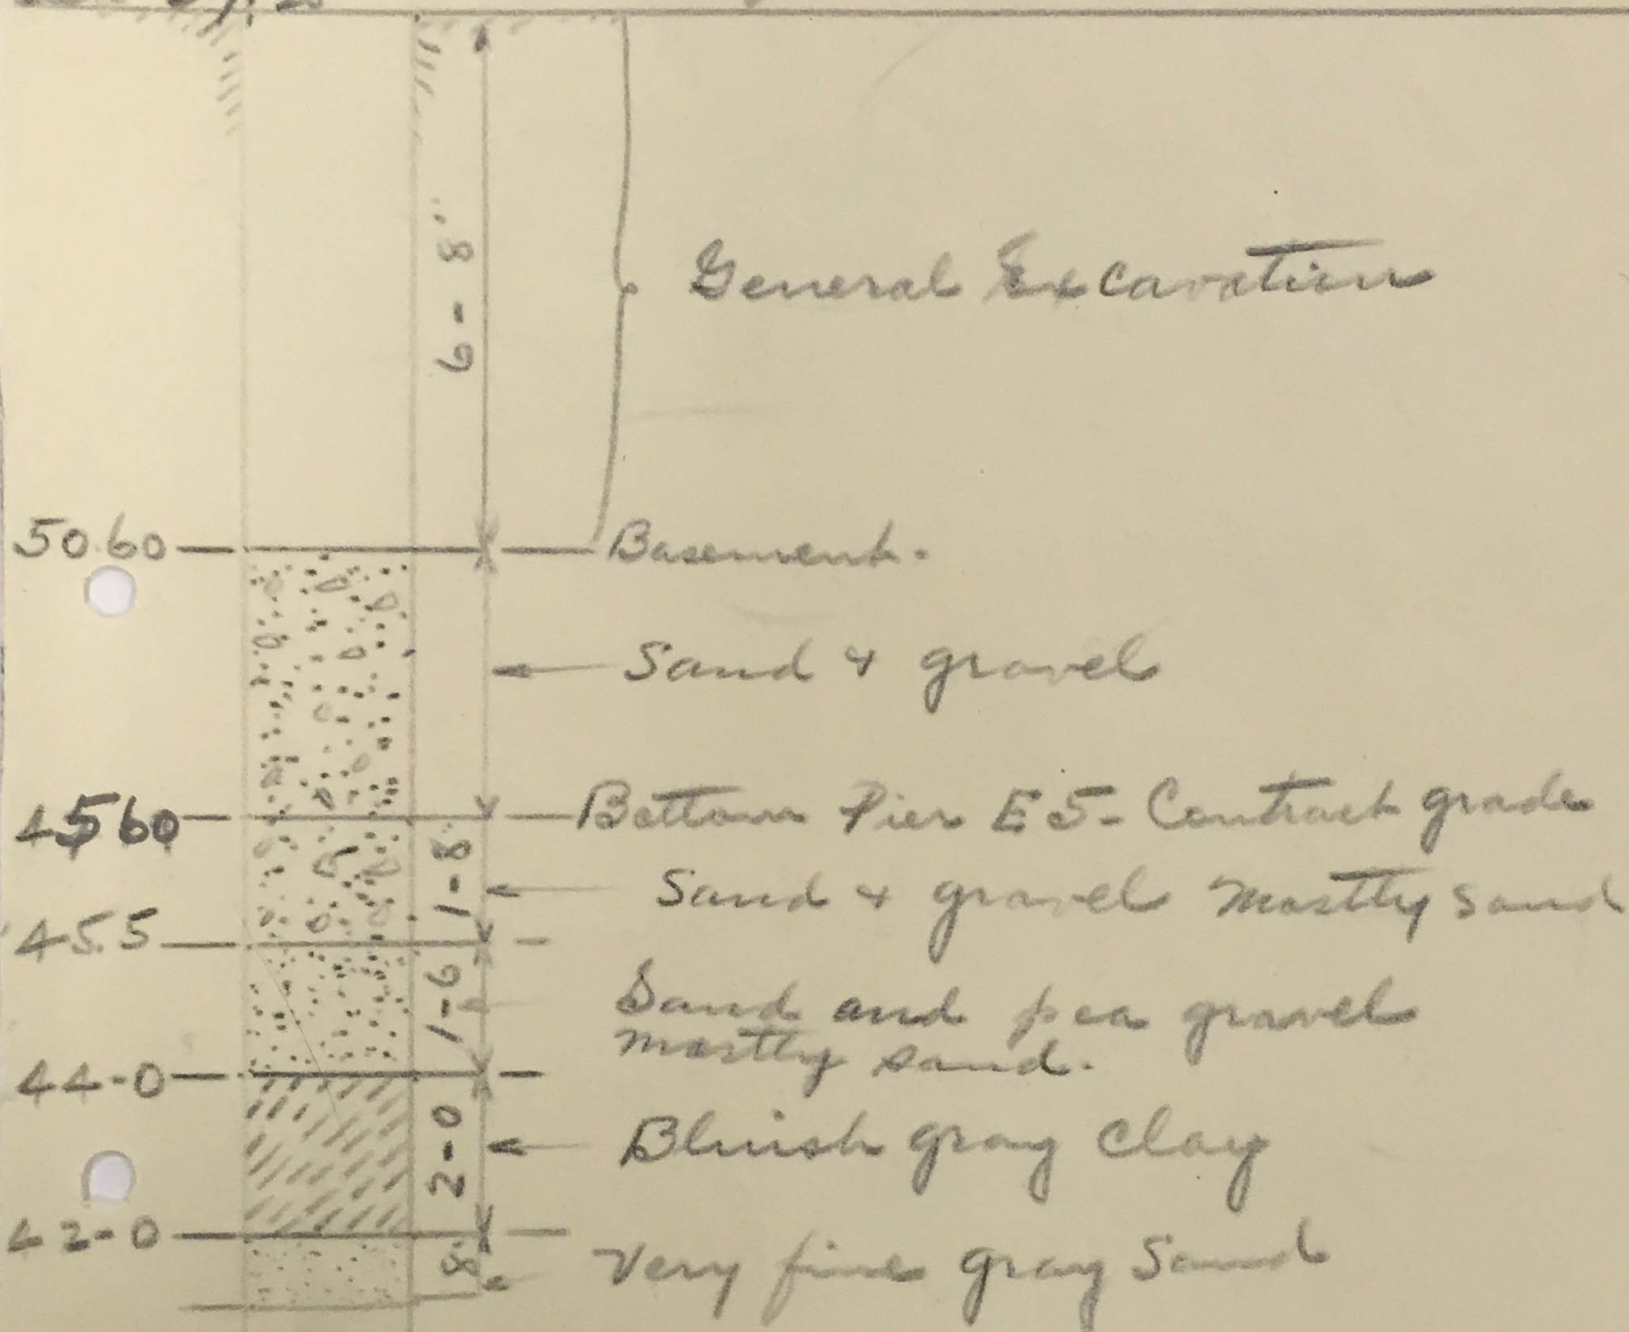 6-8"
General Excavation
50.60
Basement.
Sand & gravel
4560
Bottom Pier E5- Contract grade
1-8"
Sand & gravel mostly sand
45.5
1-6
Sand and pea gravel
mostly sand.
44-0
2-0
Bluish gray clay
42-0
8"
Very fine gray Sand